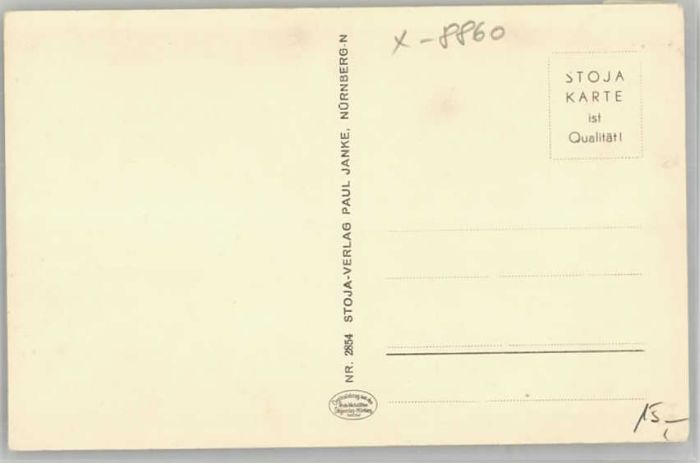 x-8860
STOJA
KARTE
ist
Qualität!
NR. 2854 STOJA-VERLAG PAUL JANKE, NÜRNBERG-N
15,-